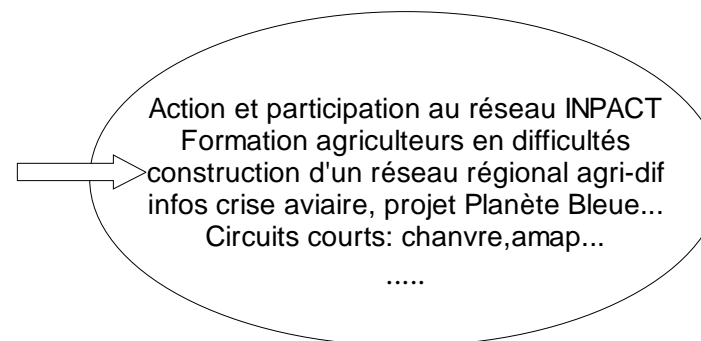 Action et participation au réseau INPACT
Formation agriculteurs en difficultés
construction d'un réseau régional agri-dif
infos crise aviaire, projet Planète Bleue...
Circuits courts: chanvre,amap...
.....